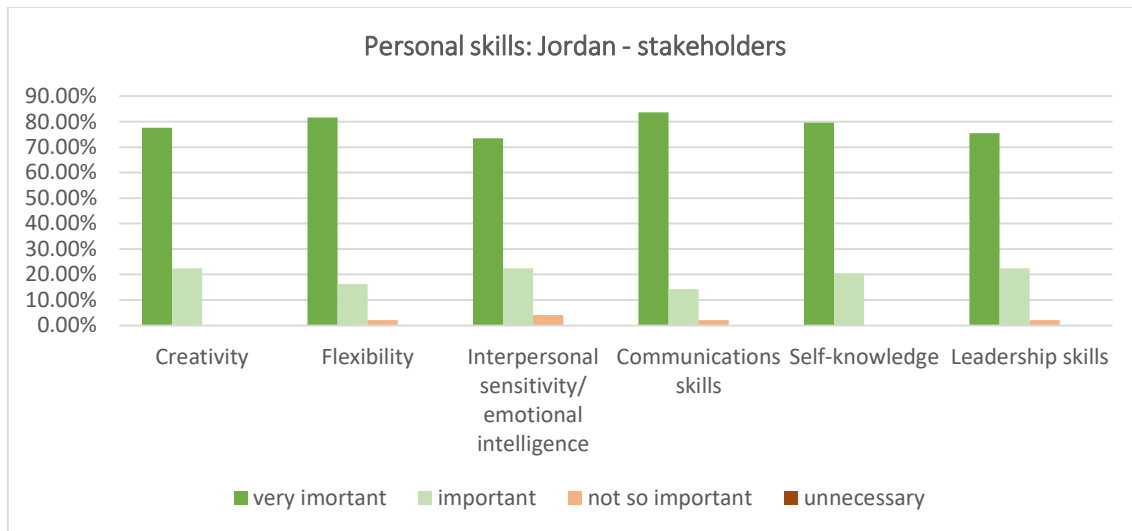 Personal skills: Jordan - stakeholders
90.00%
80.00%
70.00%
60.00%
50.00%
40.00%
30.00%
20.00%
10.00%
0.00%
Creativity
Flexibility
Interpersonal
sensitivity/
emotional
intelligence
Communications
skills
Self-knowledge
Leadership skills
very imortant
important
not so important
unnecessary